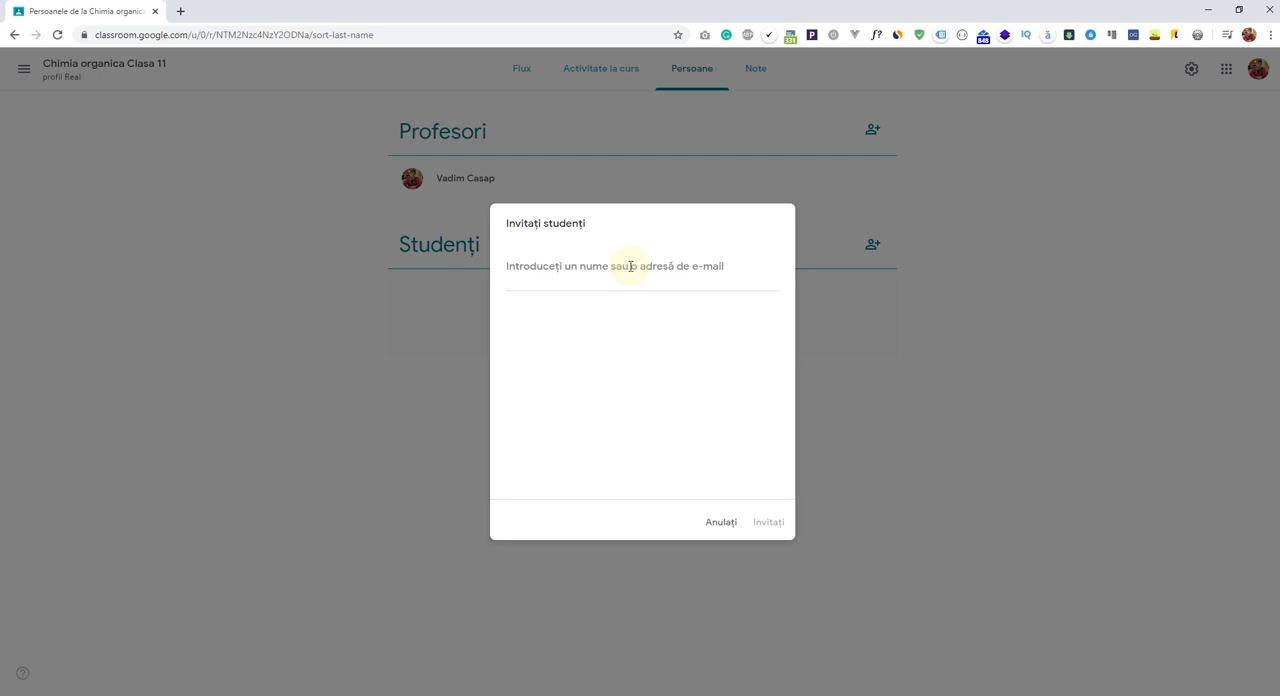 Persoanele de la Chimia organica
classroom.google.com/u/0/r/NTM2Nzc4NzY2ODNa/sort-last-name
Chimia organica Clasa 11
profil Real
Flux
Activitate la curs
Persoane
Note
Profesori
Vadim Casap
Studenți
Invitați studenți
Introduceți un nume sau o adresă de e-mail
Anulați
Invitați